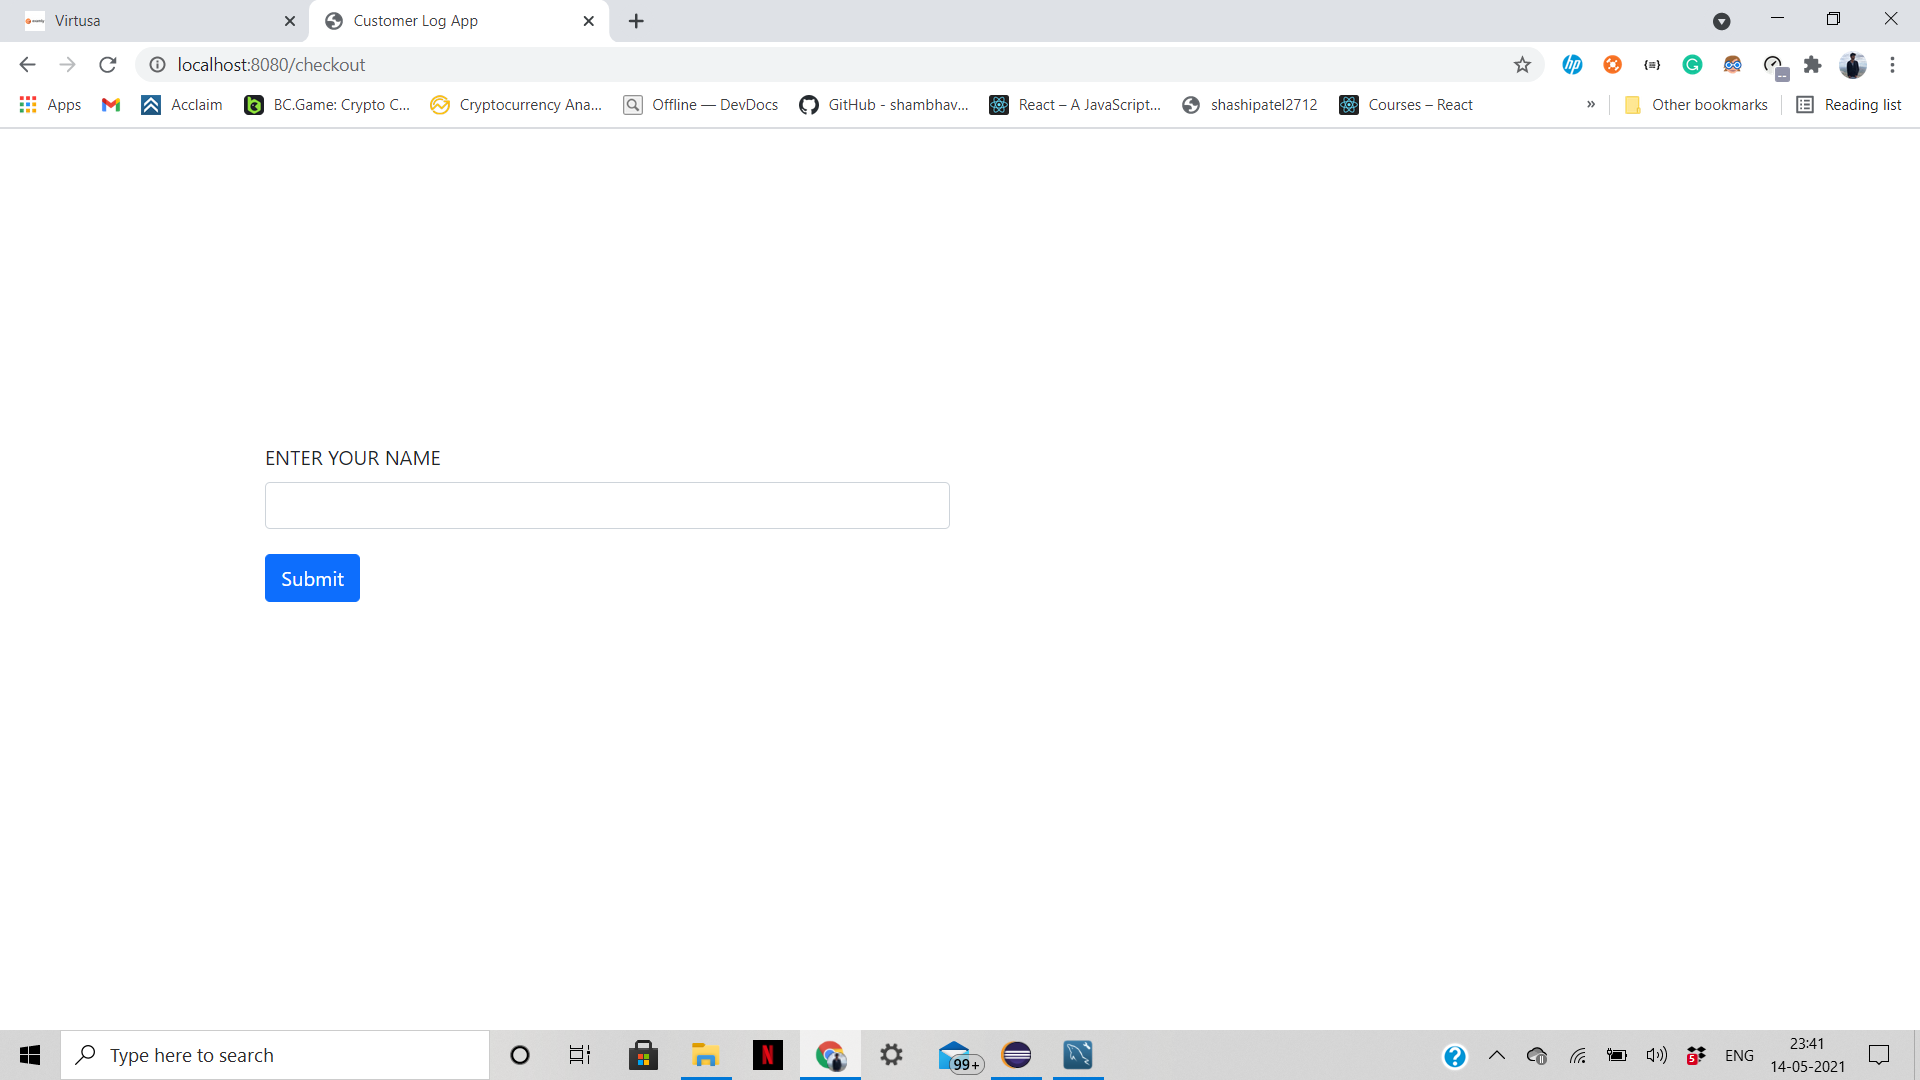 Virtusa
Customer Log App
localhost:8080/checkout
Apps
Acclaim
BC.Game: Crypto C...
Cryptocurrency Ana...
Offline — DevDocs
GitHub - shambhav...
React – A JavaScript...
shashipatel2712
Courses – React
»
Other bookmarks
Reading list
ENTER YOUR NAME
Submit
Type here to search
99+
5
ENG
23:41
14-05-2021